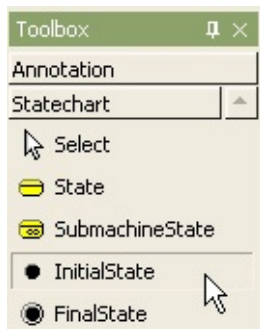 Toolbox
Annotation
Statechart
Select
State
SubmachineState
InitialState
FinalState